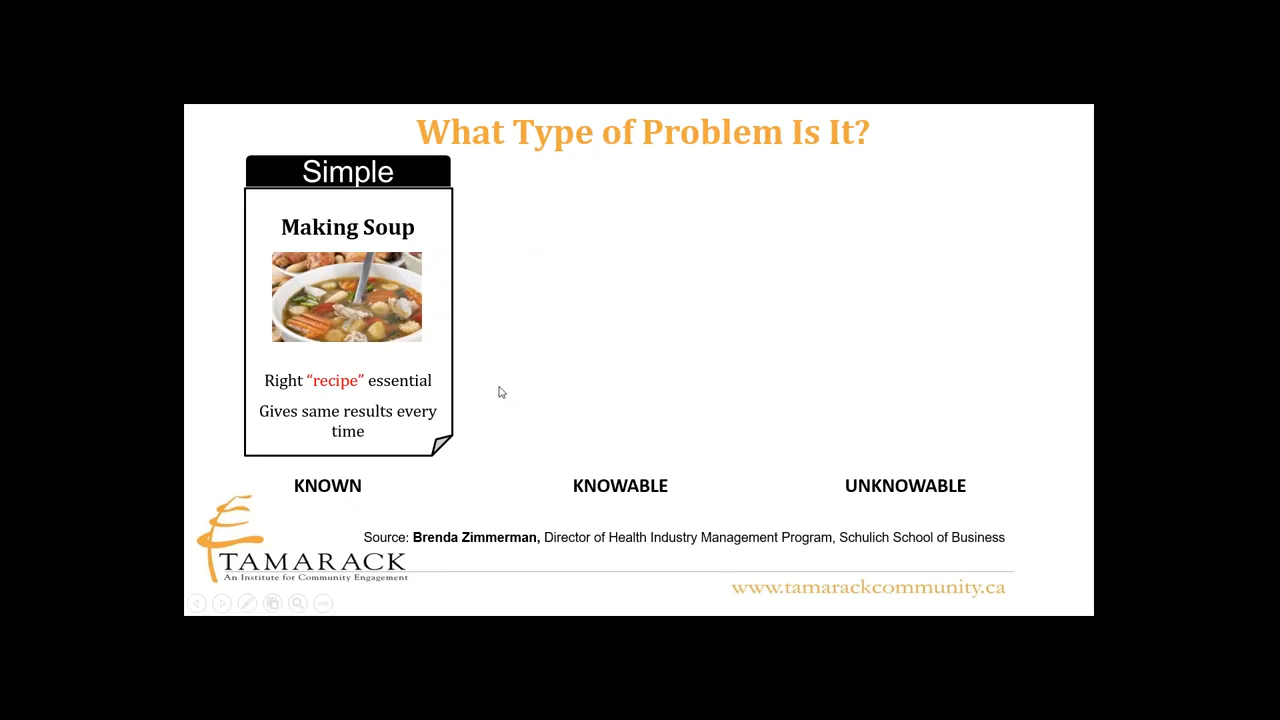 What Type of Problem Is It?
Simple
Making Soup
Right “recipe” essential
Gives same results every
time
KNOWN
KNOWABLE
UNKNOWABLE
Source: Brenda Zimmerman, Director of Health Industry Management Program, Schulich School of Business
TAMARACK
An Institute for Community Engagement
www.tamarackcommunity.ca